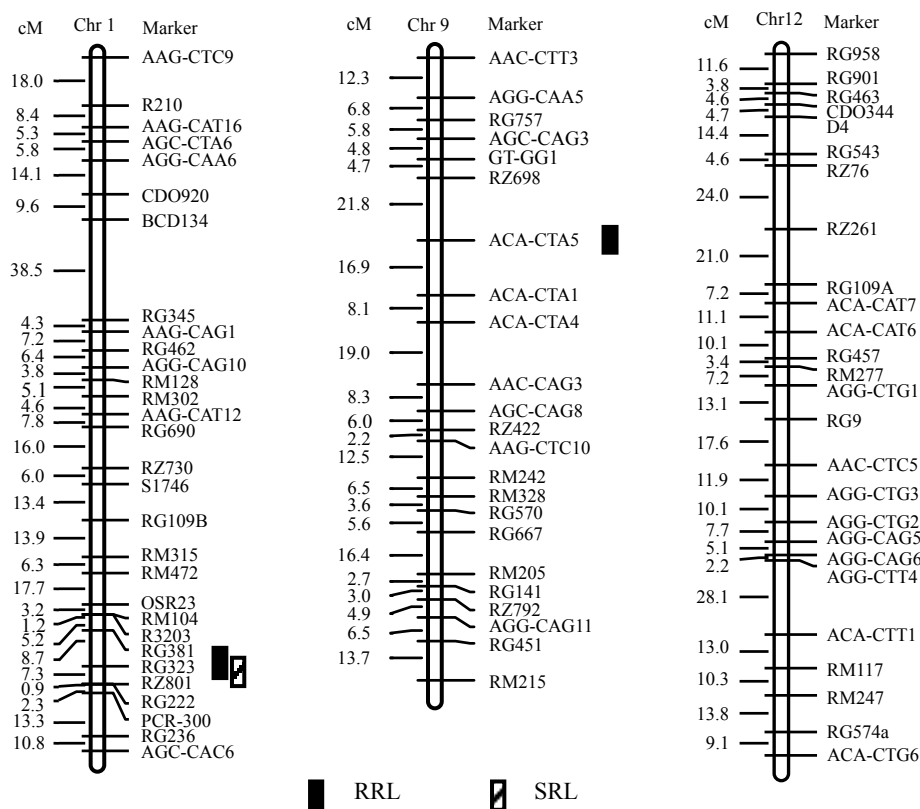 cM Chr 1 Marker
AAG-CTC9
18.0
R210
8.4
AAG-CAT16
5.3
AGC-CTA6
5.8
AGG-CAA6
14.1
CDO920
9.6
BCD134
38.5
RG345
4.3
AAG-CAG1
7.2
RG462
6.4
AGG-CAG10
3.8
RM128
5.1
RM302
4.6
AAG-CAT12
7.8
RG690
16.0
RZ730
6.0
S1746
13.4
RG109B
13.9
RM315
6.3
RM472
17.7
OSR23
3.2
RM104
1.2
R3203
5.2
RG381
8.7
RG323
7.3
RZ801
0.9
RG222
2.3
PCR-300
13.3
RG236
10.8
AGC-CAC6
cM Chr 9 Marker
AAC-CTT3
12.3
AGG-CAA5
6.8
RG757
5.8
AGC-CAG3
4.8
GT-GG1
4.7
RZ698
21.8
ACA-CTA5
16.9
ACA-CTA1
8.1
ACA-CTA4
19.0
AAC-CAG3
8.3
AGC-CAG8
6.0
RZ422
2.2
AAG-CTC10
12.5
RM242
6.5
RM328
3.6
RG570
5.6
RG667
16.4
RM205
2.7
RG141
3.0
RZ792
4.9
AGG-CAG11
6.5
RG451
13.7
RM215
cM Chr12 Marker
RG958
11.6
RG901
3.8
RG463
4.6
CDO344
4.7
D4
14.4
RG543
4.6
RZ76
24.0
RZ261
21.0
RG109A
7.2
ACA-CAT7
11.1
ACA-CAT6
10.1
RG457
3.4
RM277
7.2
AGG-CTG1
13.1
RG9
17.6
AAC-CTC5
11.9
AGG-CTG3
10.1
AGG-CTG2
7.7
AGG-CAG5
5.1
AGG-CAG6
2.2
AGG-CTT4
28.1
ACA-CTT1
13.0
RM117
10.3
RM247
13.8
RG574a
9.1
ACA-CTG6
RRL SRL